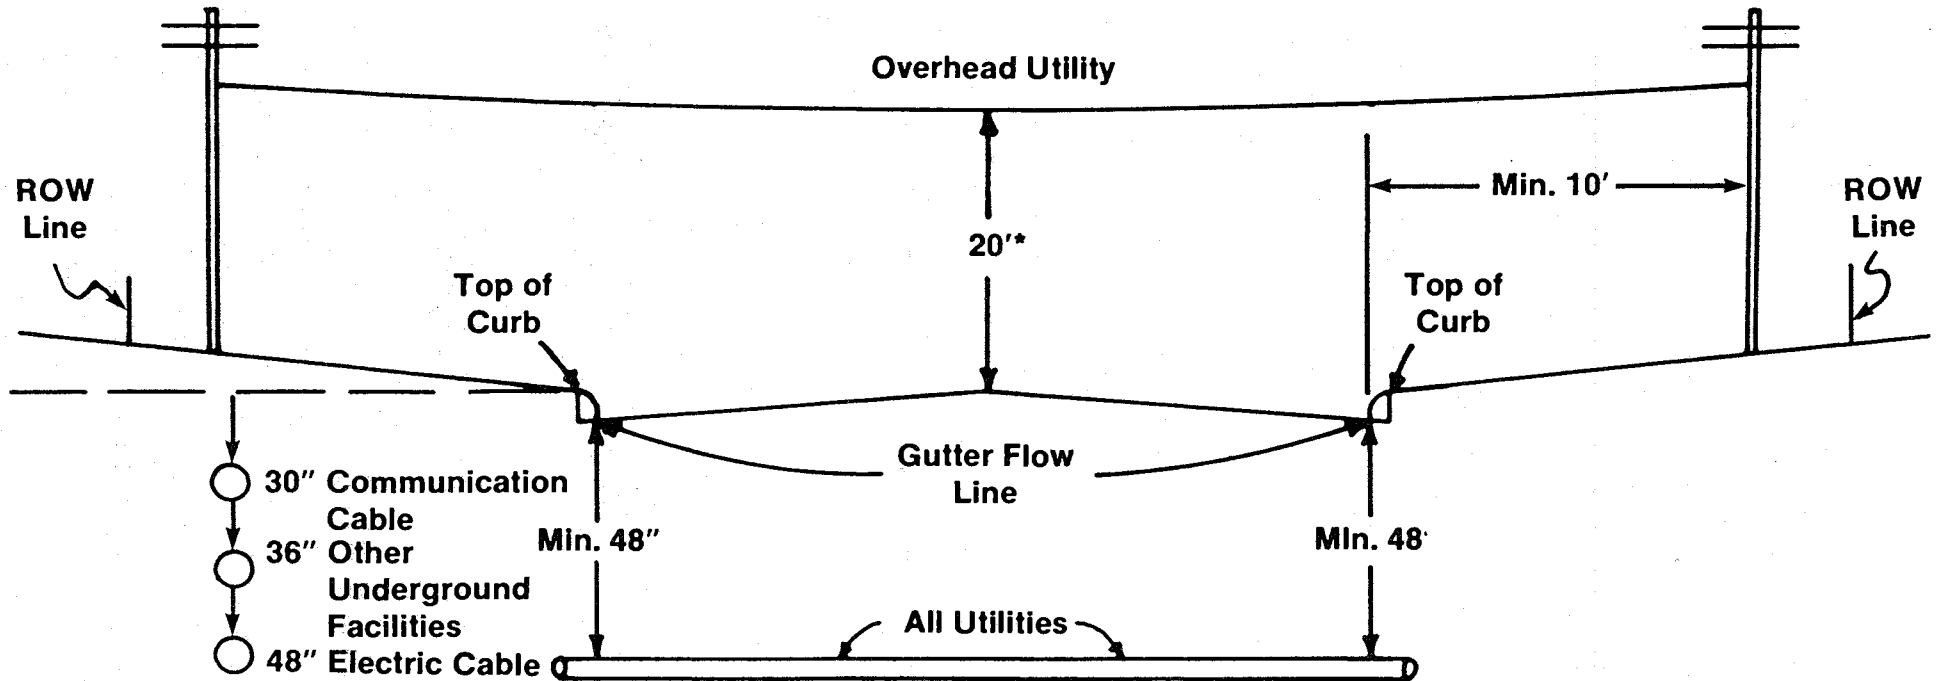 Overhead Utility
ROW
Line
Min. 10′
ROW
Line
20′*
Top of
Curb
Top of
Curb
Gutter Flow
Line
30″ Communication
Cable
36″ Other
Underground
Facilities
48″ Electric Cable
Min. 48″
MIn. 48′
All Utilities